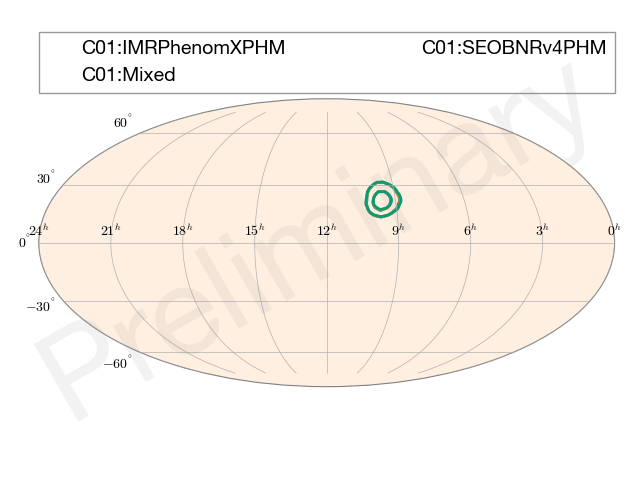 C01:IMRPhenomXPHM C01:SEOBNRv4PHM
C01:Mixed
60°
30°
0° 24h 21h 18h 15h 12h 9h 6h 3h 0h
−30°
−60°
Preliminary